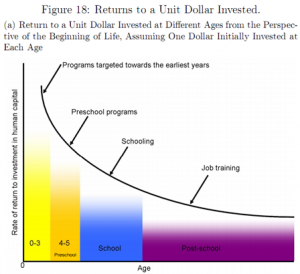 Figure 18: Returns to a Unit Dollar Invested.
(a) Return to a Unit Dollar Invested at Different Ages from the Perspec-
tive of the Beginning of Life, Assuming One Dollar Initially Invested at
Each Age
Programs targeted towards the earliest years
Preschool programs
Schooling
Job training
Rate of return to investment in human capital
0-3
4-5
Preschool
School
Post-school
Age